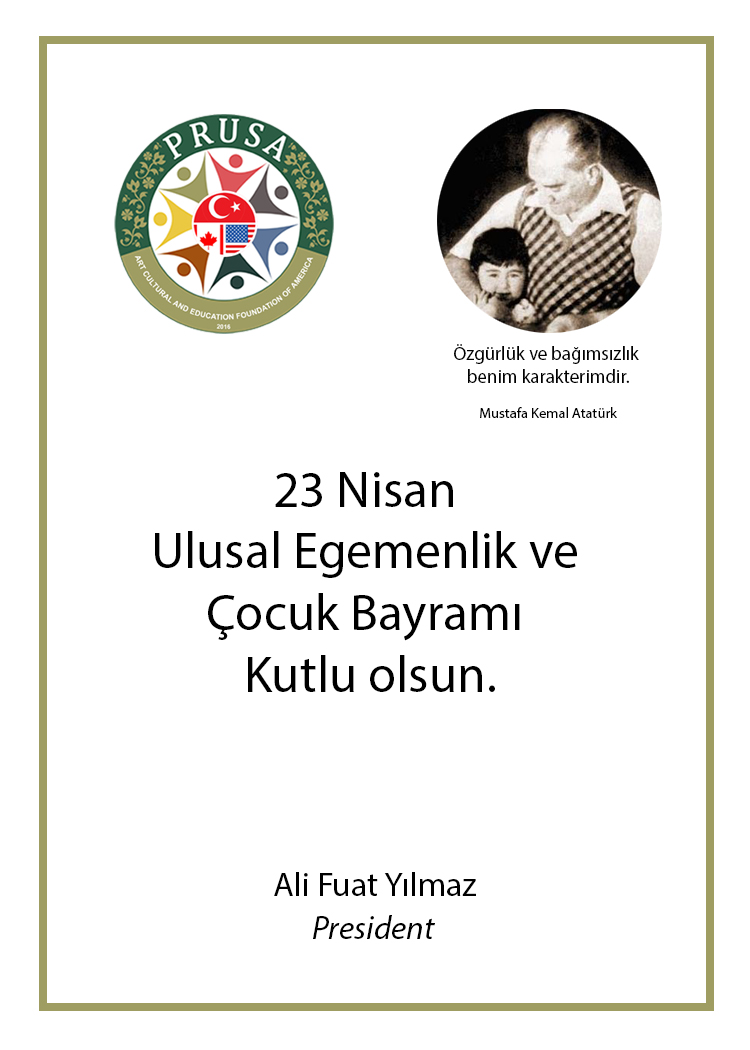 PRUSA
ART CULTURAL AND EDUCATION FOUNDATION OF AMERICA
2016
Özgürlük ve bağımsızlık
benim karakterimdir.
Mustafa Kemal Atatürk
23 Nisan
Ulusal Egemenlik ve
Çocuk Bayramı
Kutlu olsun.
Ali Fuat Yılmaz
President